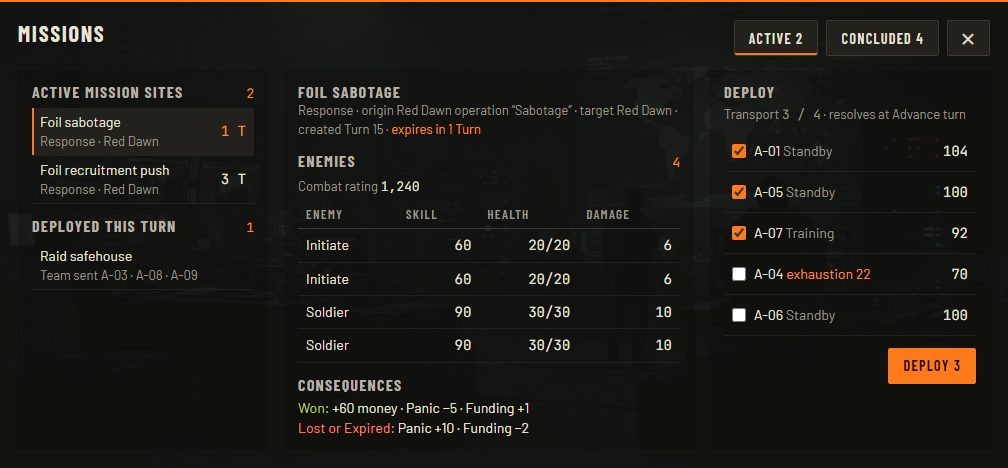 MISSIONS
ACTIVE 2
CONCLUDED 4
✕
ACTIVE MISSION SITES 2
Foil sabotage
Response · Red Dawn
1 T
Foil recruitment push
Response · Red Dawn
3 T
DEPLOYED THIS TURN 1
Raid safehouse
Team sent A-03 · A-08 · A-09
FOIL SABOTAGE
Response · origin Red Dawn operation "Sabotage" · target Red Dawn ·
created Turn 15 · expires in 1 Turn
ENEMIES 4
Combat rating 1,240
ENEMY SKILL HEALTH DAMAGE
Initiate 60 20/20 6
Initiate 60 20/20 6
Soldier 90 30/30 10
Soldier 90 30/30 10
CONSEQUENCES
Won: +60 money · Panic −5 · Funding +1
Lost or Expired: Panic +10 · Funding −2
DEPLOY
Transport 3 / 4 · resolves at Advance turn
A-01 Standby 104
A-05 Standby 100
A-07 Training 92
A-04 exhaustion 22 70
A-06 Standby 100
DEPLOY 3